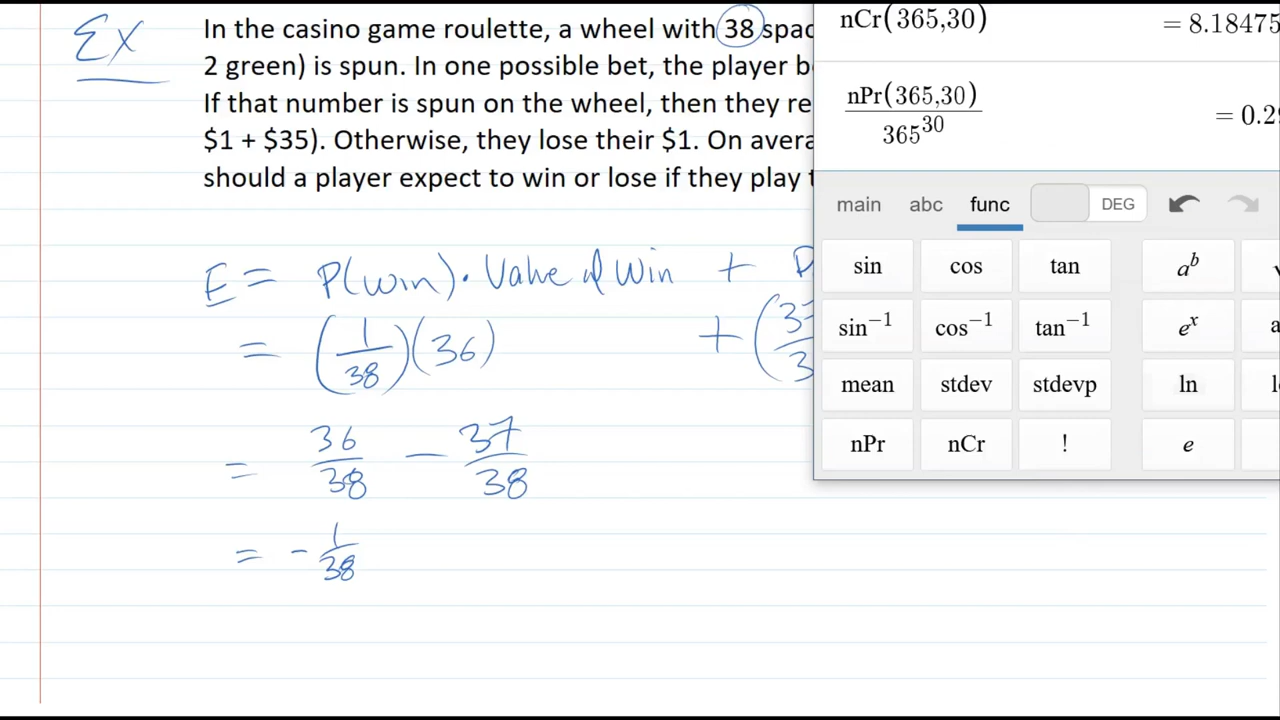 Ex
In the casino game roulette, a wheel with 38 spac
2 green) is spun. In one possible bet, the player b
If that number is spun on the wheel, then they re
$1 + $35). Otherwise, they lose their $1. On avera
should a player expect to win or lose if they play t
E = P(win) · Value of Win + P
= (1/38)(36) + (37/3
= 36/38 - 37/38
= - 1/38
nCr(365,30) = 8.18475
nPr(365,30)/365^30 = 0.29
main abc func DEG
sin cos tan a^b
sin^-1 cos^-1 tan^-1 e^x
mean stdev stdevp ln
nPr nCr ! e